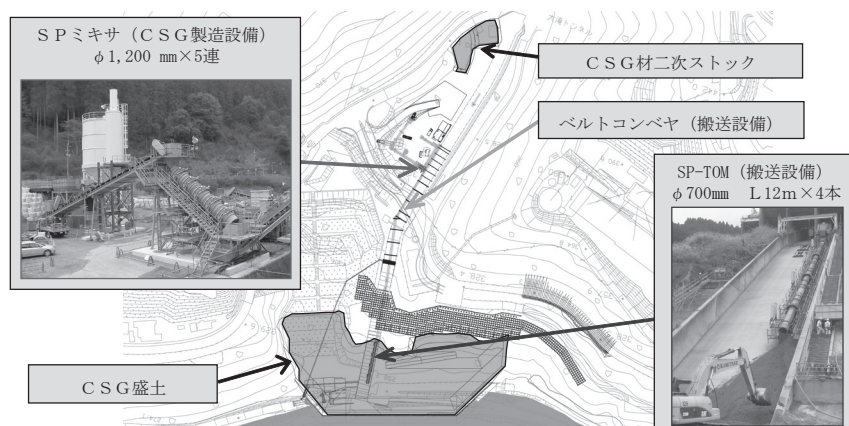 SPミキサ（CSG製造設備）
φ1,200 mm×5連
CSG材二次ストック
ベルトコンベヤ（搬送設備）
SP-TOM（搬送設備）
φ700mm　L12m×4本
CSG盛土